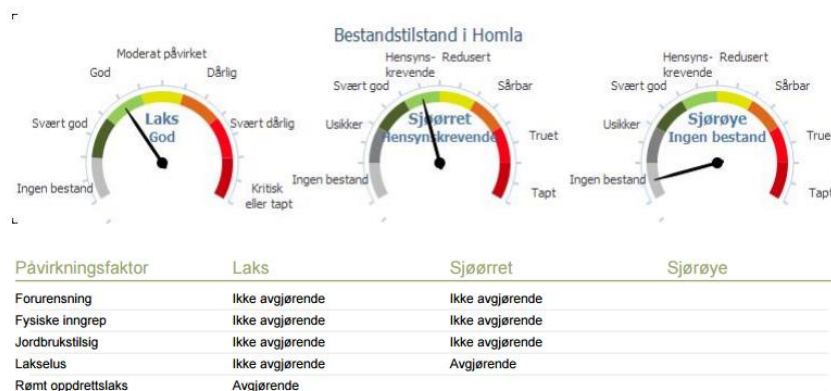 Bestandstilstand i Homla
Moderat påvirket
God
Dårlig
Svært god
Svært dårlig
Ingen bestand
Kritisk
eller tapt
Laks
God
Hensyns- Redusert
krevende
Svært god
Sårbar
Usikker
Truet
Ingen bestand
Tapt
Sjøørret
Hensynskrevende
Hensyns- Redusert
krevende
Svært god
Sårbar
Usikker
True
Ingen bestand
Tapt
Sjørøye
Ingen bestand
Påvirkningsfaktor Laks Sjøørret Sjørøye
Forurensning Ikke avgjørende Ikke avgjørende
Fysiske inngrep Ikke avgjørende Ikke avgjørende
Jordbrukstilsig Ikke avgjørende Ikke avgjørende
Lakselus Ikke avgjørende Avgjørende
Rømt oppdrettslaks Avgjørende